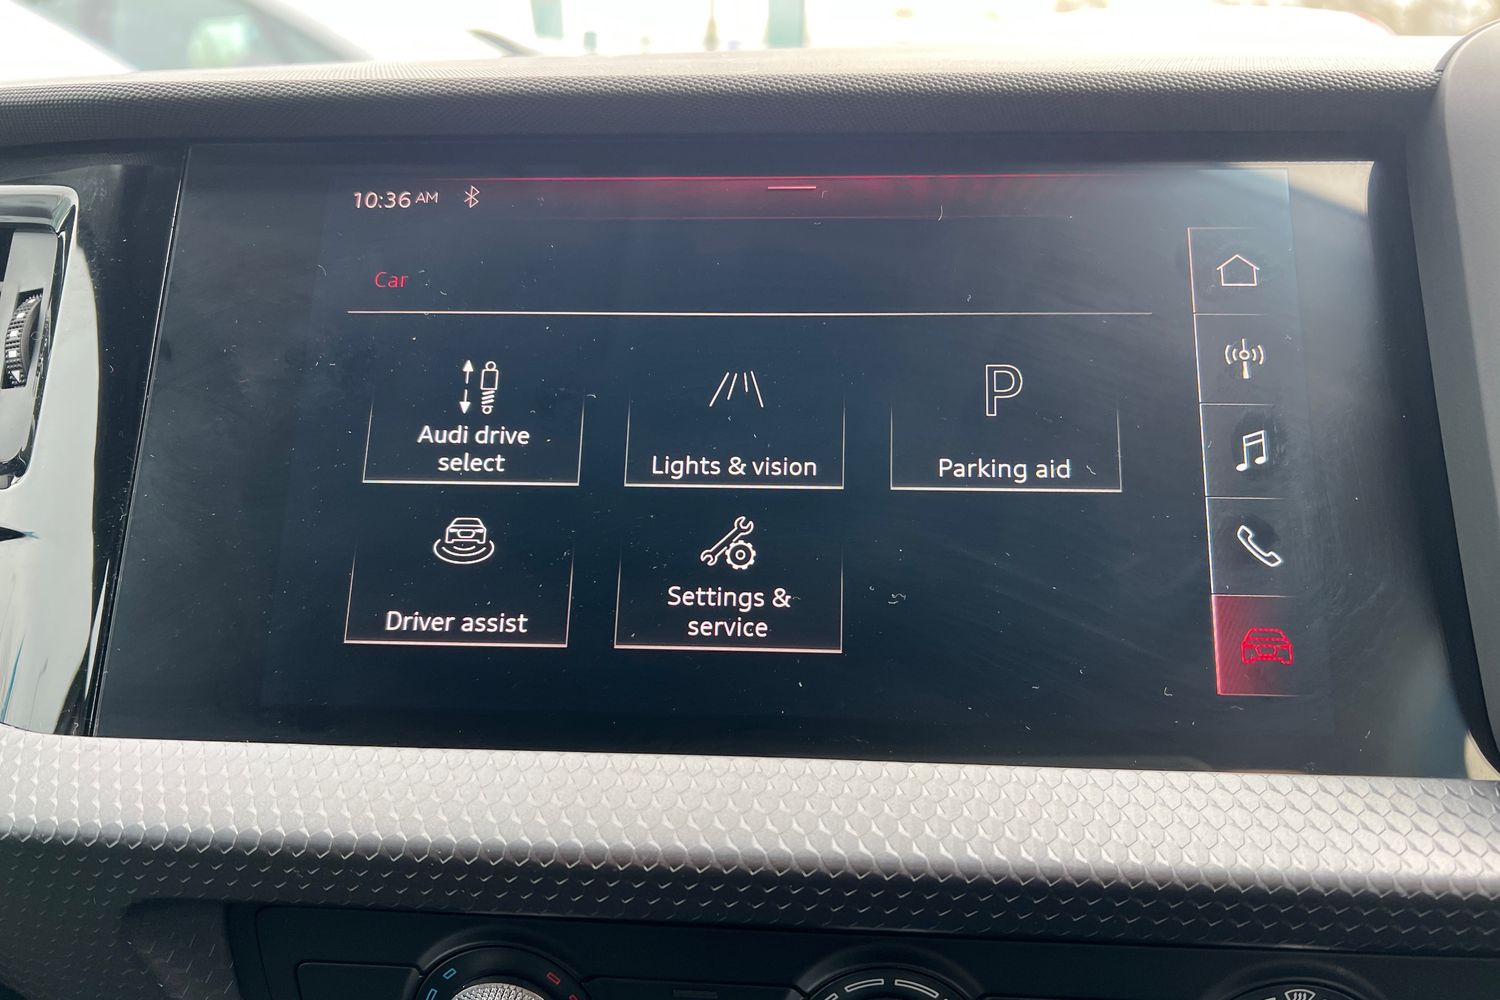 10:36 AM
Car
Audi drive
select
Lights & vision
P
Parking aid
Driver assist
Settings &
service